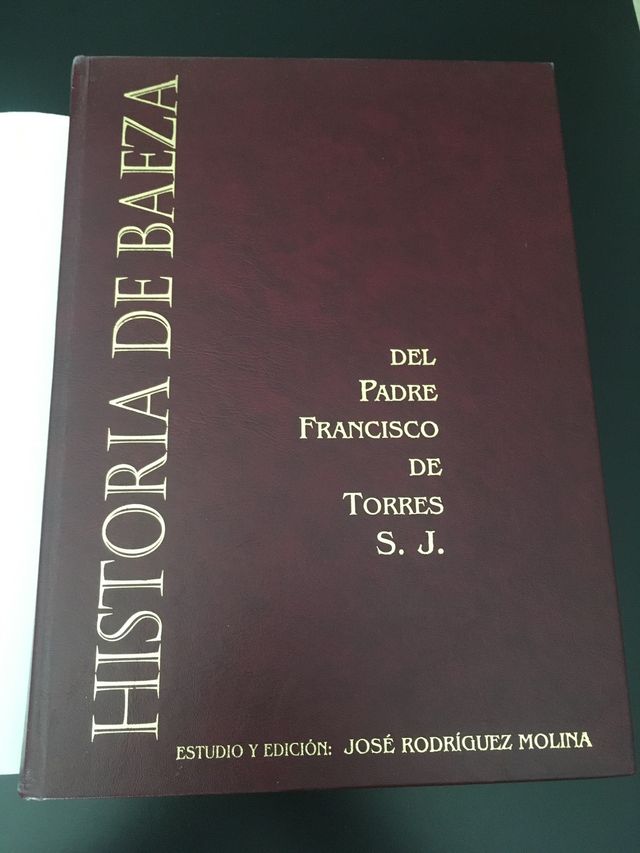 HISTORIA DE BAEZA
DEL
PADRE
FRANCISCO
DE
TORRES
S. J.
ESTUDIO Y EDICIÓN: JOSÉ RODRÍGUEZ MOLINA